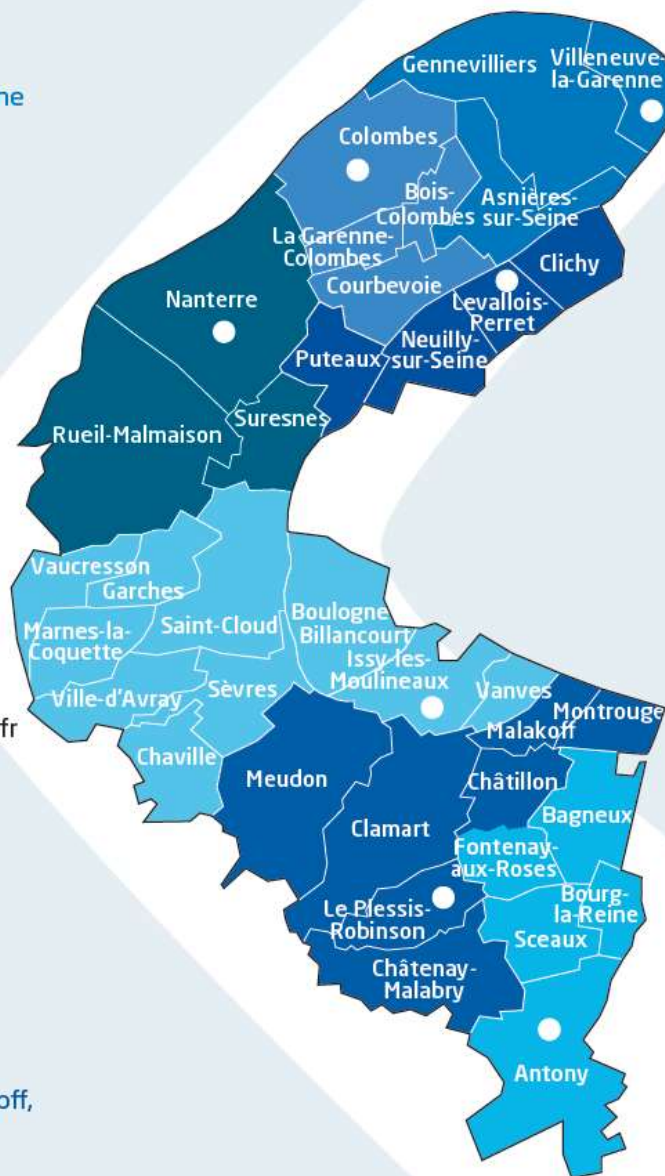 ne
Gennevilliers
Villeneuve-
la-Garenne
Colombes
Bois-
Colombes
Asnières-
sur-Seine
La Garenne-
Colombes
Courbevoie
Clichy
Levallois-
Perret
Nanterre
Neuilly-
sur-Seine
Puteaux
Suresnes
Rueil-Malmaison
Vaucresson
Garches
Marnes-la-
Coquette
Saint-Cloud
Boulogne
Billancourt
Issy-les-
Moulineaux
Ville-d'Avray
Sèvres
Vanves
Montrouge
Malakoff
fr
Chaville
Meudon
Châtillon
Bagneux
Clamart
Fontenay-
aux-Roses
Bourg-
la-Reine
Le Plessis-
Robinson
Sceaux
Châtenay-
Malabry
Antony
off,